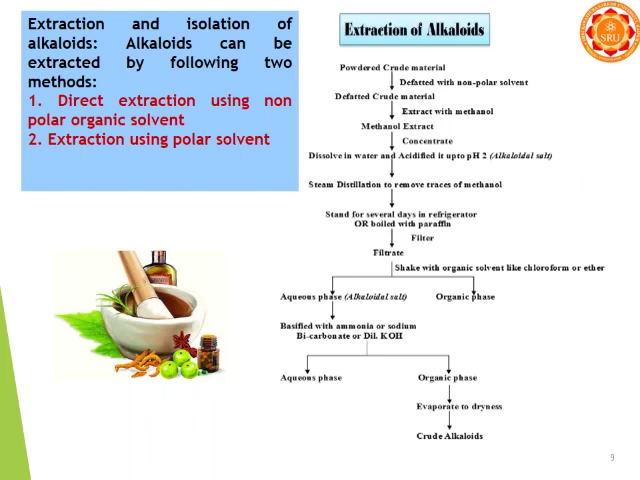 Extraction and isolation of
alkaloids: Alkaloids can be
extracted by following two
methods:
1. Direct extraction using non
polar organic solvent
2. Extraction using polar solvent
Extraction of Alkaloids
SRU
Powdered Crude material
Defatted with non-polar solvent
Defatted Crude material
Extract with methanol
Methanol Extract
Concentrate
Dissolve in water and Acidified it upto pH 2 (Alkaloidal salt)
Steam Distillation to remove traces of methanol
Stand for several days in refrigerator
OR boiled with paraffin
Filter
Filtrate
Shake with organic solvent like chloroform or ether
Aqueous phase (Alkaloidal salt)
Organic phase
Basified with ammonia or sodium
Bi-carbonate or Dil. KOH
Aqueous phase
Organic phase
Evaporate to dryness
Crude Alkaloids
9